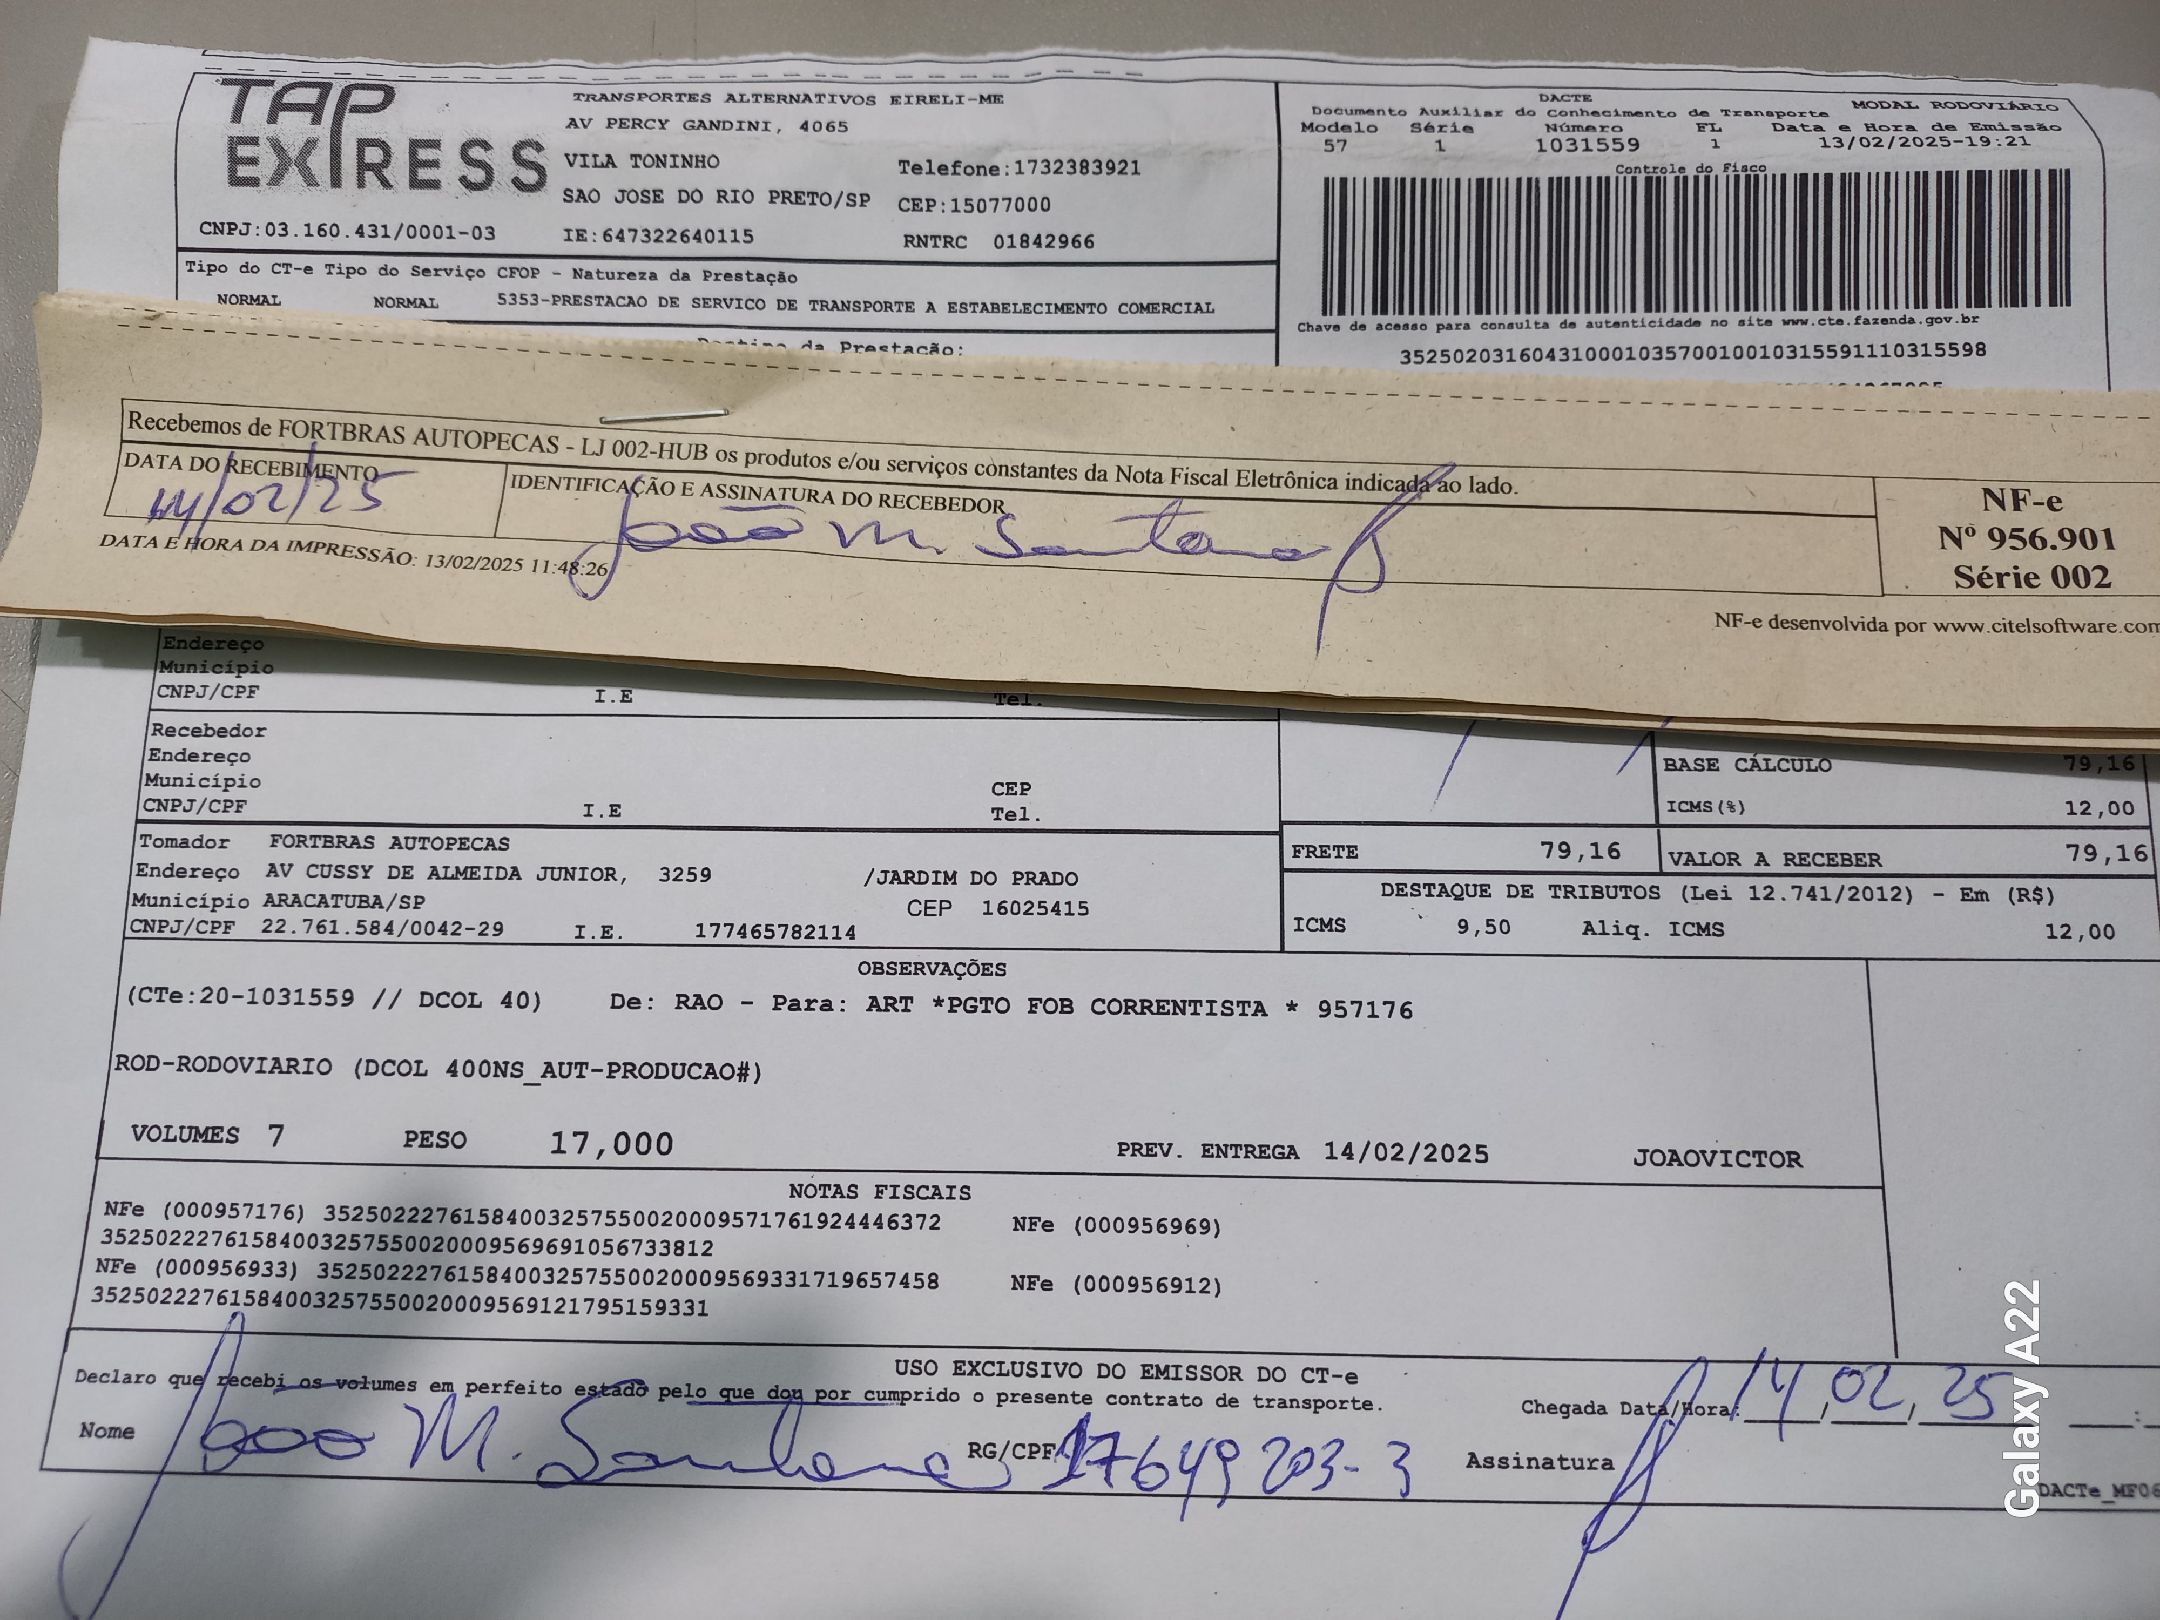 TAP EXPRESS
TRANSPORTES ALTERNATIVOS EIRELI-ME
AV PERCY GANDINI, 4065
VILA TONINHO Telefone:1732383921
SAO JOSE DO RIO PRETO/SP CEP:15077000
CNPJ:03.160.431/0001-03 IE:647322640115 RNTRC 01842966
DACTE
Documento Auxiliar do Conhecimento de Transporte MODAL RODOVIÁRIO
Modelo Série Número FL Data e Hora de Emissão
57 1 1031559 1 13/02/2025-19:21
Controle do Fisco
Tipo do CT-e Tipo do Serviço CFOP - Natureza da Prestação
NORMAL NORMAL 5353-PRESTACAO DE SERVICO DE TRANSPORTE A ESTABELECIMENTO COMERCIAL
Chave de acesso para consulta de autenticidade no site www.cte.fazenda.gov.br
35250203160431000103570010010315591110315598
da Prestação:
Recebemos de FORTBRAS AUTOPECAS - LJ 002-HUB os produtos e/ou serviços constantes da Nota Fiscal Eletrônica indicada ao lado.
DATA DO RECEBIMENTO IDENTIFICAÇÃO E ASSINATURA DO RECEBEDOR
14/02/25 João M. Santana
DATA E HORA DA IMPRESSÃO: 13/02/2025 11:48:26
NF-e
Nº 956.901
Série 002
NF-e desenvolvida por www.citelsoftware.com
Endereço
Município
CNPJ/CPF I.E Tel.
Recebedor
Endereço
Município CEP
CNPJ/CPF I.E Tel.
BASE CÁLCULO 79,16
ICMS(%) 12,00
Tomador FORTBRAS AUTOPECAS
Endereço AV CUSSY DE ALMEIDA JUNIOR, 3259 /JARDIM DO PRADO
Município ARACATUBA/SP CEP 16025415
CNPJ/CPF 22.761.584/0042-29 I.E. 177465782114
FRETE 79,16 VALOR A RECEBER 79,16
DESTAQUE DE TRIBUTOS (Lei 12.741/2012) - Em (R$)
ICMS 9,50 Aliq. ICMS 12,00
OBSERVAÇÕES
(CTe:20-1031559 // DCOL 40) De: RAO - Para: ART *PGTO FOB CORRENTISTA * 957176
ROD-RODOVIARIO (DCOL 400NS_AUT-PRODUCAO#)
VOLUMES 7 PESO 17,000 PREV. ENTREGA 14/02/2025 JOAOVICTOR
NOTAS FISCAIS
NFe (000957176) 35250222761584003257550020009571761924446372 NFe (000956969)
35250222761584003257550020009569691056733812
NFe (000956933) 35250222761584003257550020009569331719657458 NFe (000956912)
35250222761584003257550020009569121795159331
USO EXCLUSIVO DO EMISSOR DO CT-e
Declaro que recebi os volumes em perfeito estado pelo que dou por cumprido o presente contrato de transporte.
Chegada Data/Hora: 14/02/25
Nome João M. Santana RG/CPF 17649203-3 Assinatura
DACTe_MF06
Galaxy A22